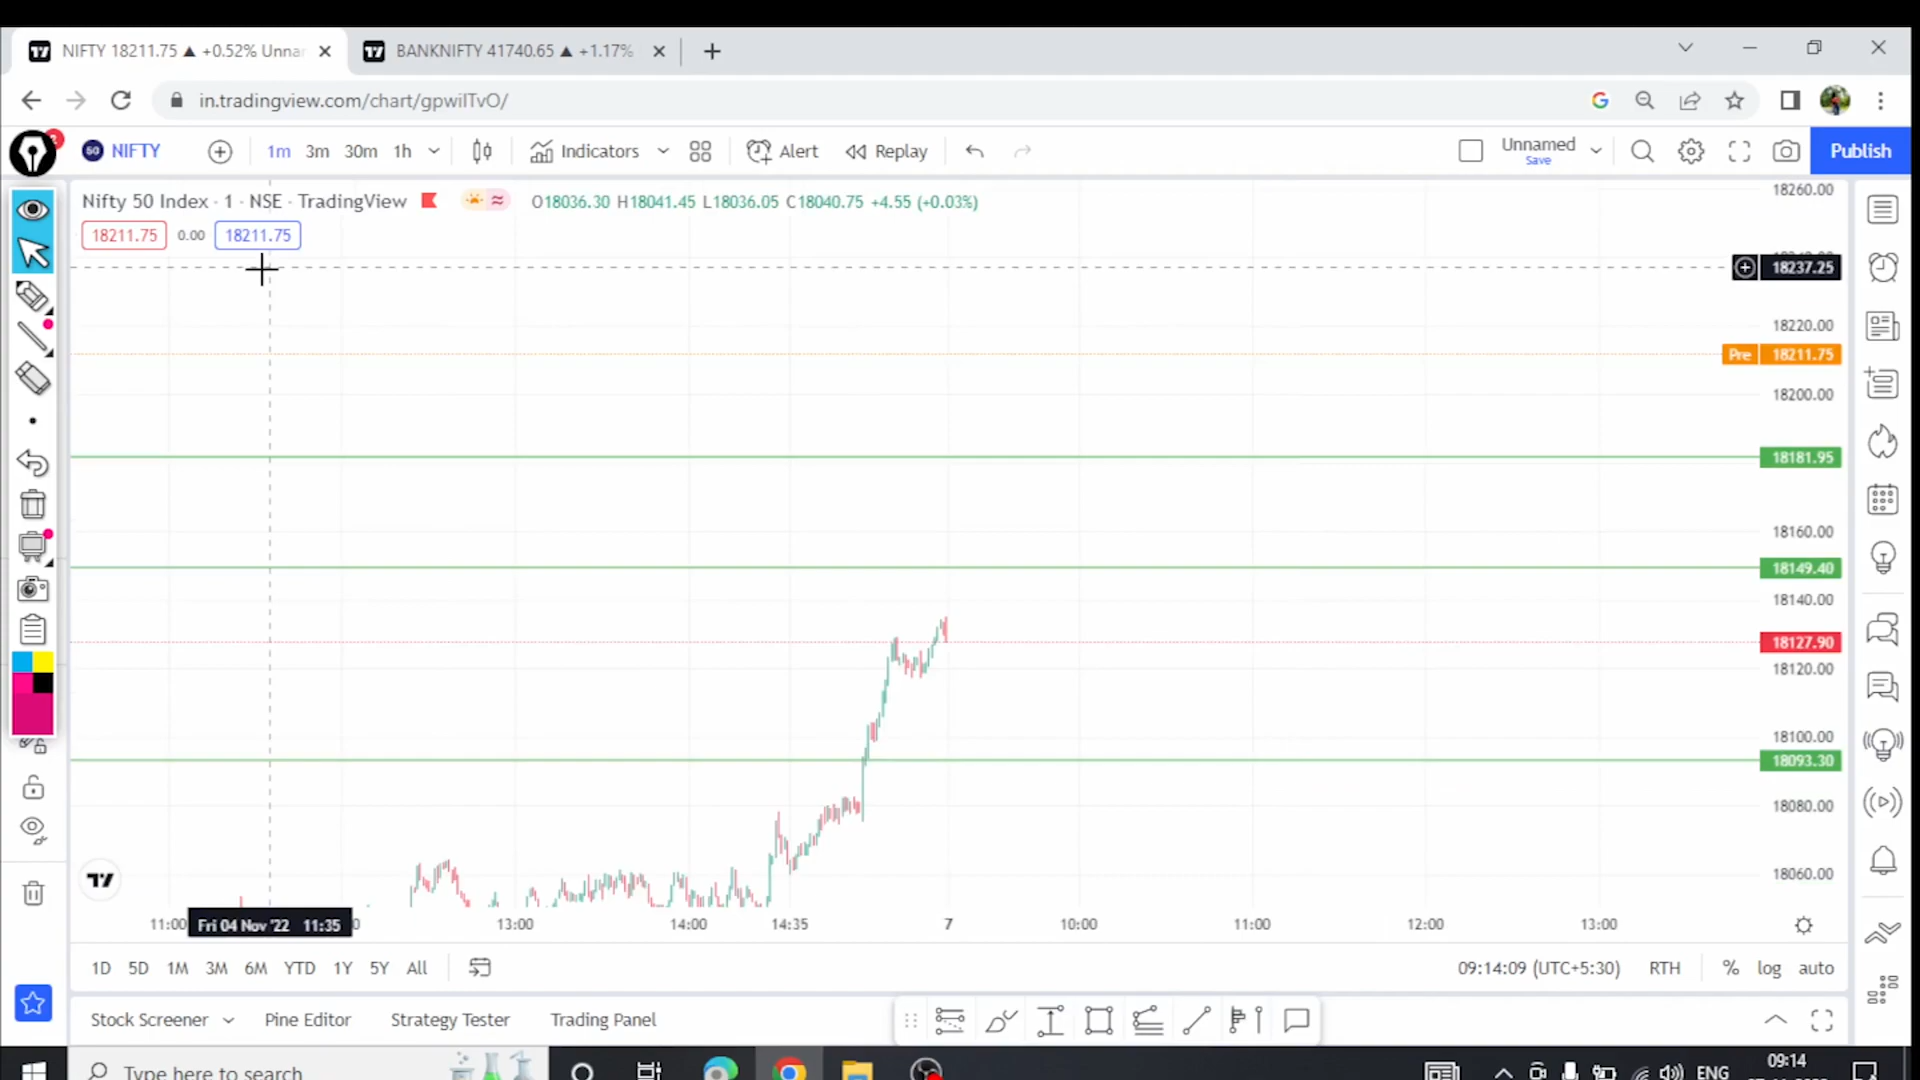 NIFTY 18211.75 ▲ +0.52% Unna
BANKNIFTY 41740.65 ▲ +1.17%
in.tradingview.com/chart/gpwiITvO/
NIFTY
1m 3m 30m 1h
Indicators
Alert
Replay
Unnamed
Save
Publish
Nifty 50 Index · 1 · NSE · TradingView
O18036.30 H18041.45 L18036.05 C18040.75 +4.55 (+0.03%)
18211.75 0.00 18211.75
18260.00
18237.25
18220.00
Pre 18211.75
18200.00
18181.95
18160.00
18149.40
18140.00
18127.90
18120.00
18100.00
18093.30
18080.00
18060.00
11:00 Fri 04 Nov '22 11:35 13:00 14:00 14:35 7 10:00 11:00 12:00 13:00
1D 5D 1M 3M 6M YTD 1Y 5Y All
09:14:09 (UTC+5:30) RTH % log auto
Stock Screener Pine Editor Strategy Tester Trading Panel
Type here to search
ENG
09:14